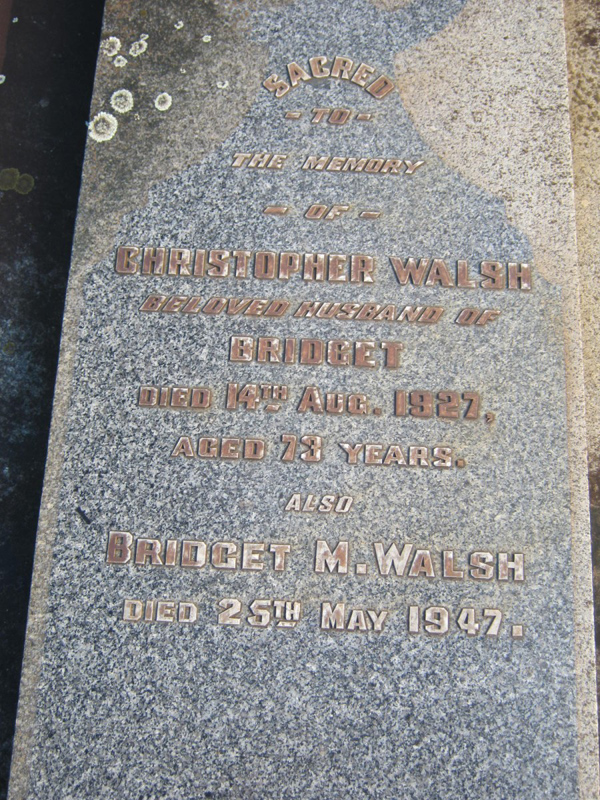 SACRED
- TO -
THE MEMORY
- OF -
CHRISTOPHER WALSH
BELOVED HUSBAND OF
BRIDGET
DIED 14TH AUG. 1927,
AGED 73 YEARS.
ALSO
BRIDGET M. WALSH
DIED 25TH MAY 1947.